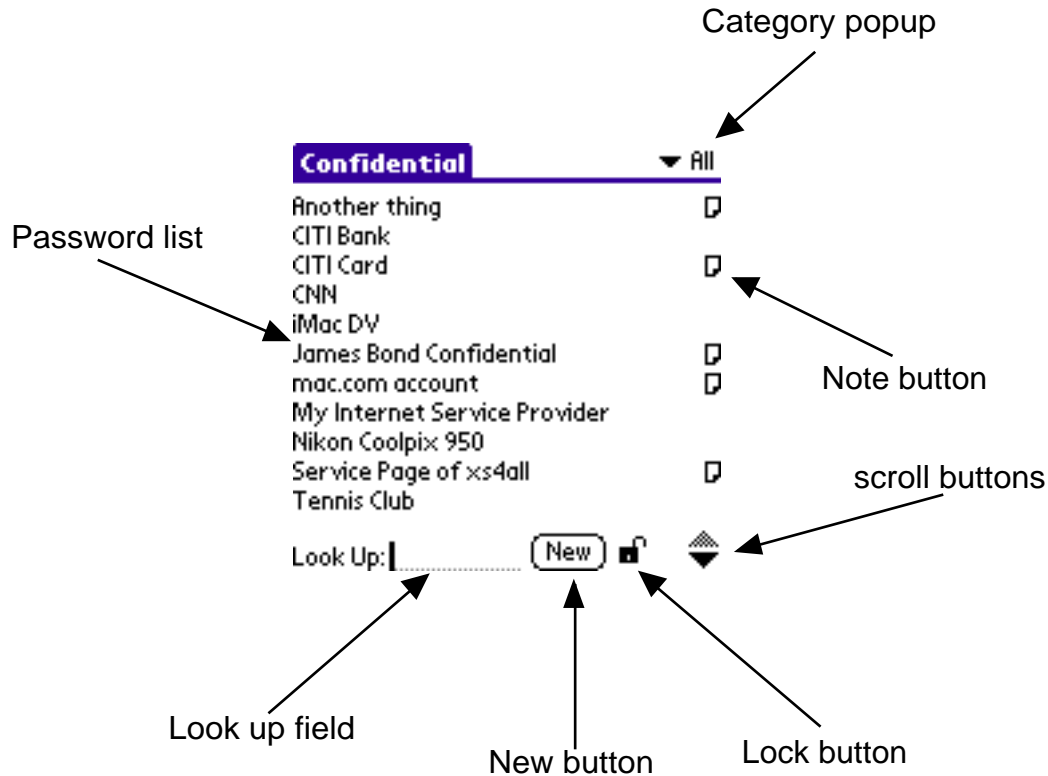 Category popup
Confidential
All
Another thing
CITI Bank
Password list
CITI Card
CNN
iMac DV
James Bond Confidential
mac.com account
Note button
My Internet Service Provider
Nikon Coolpix 950
Service Page of xs4all
scroll buttons
Tennis Club
Look Up:
New
Look up field
New button
Lock button